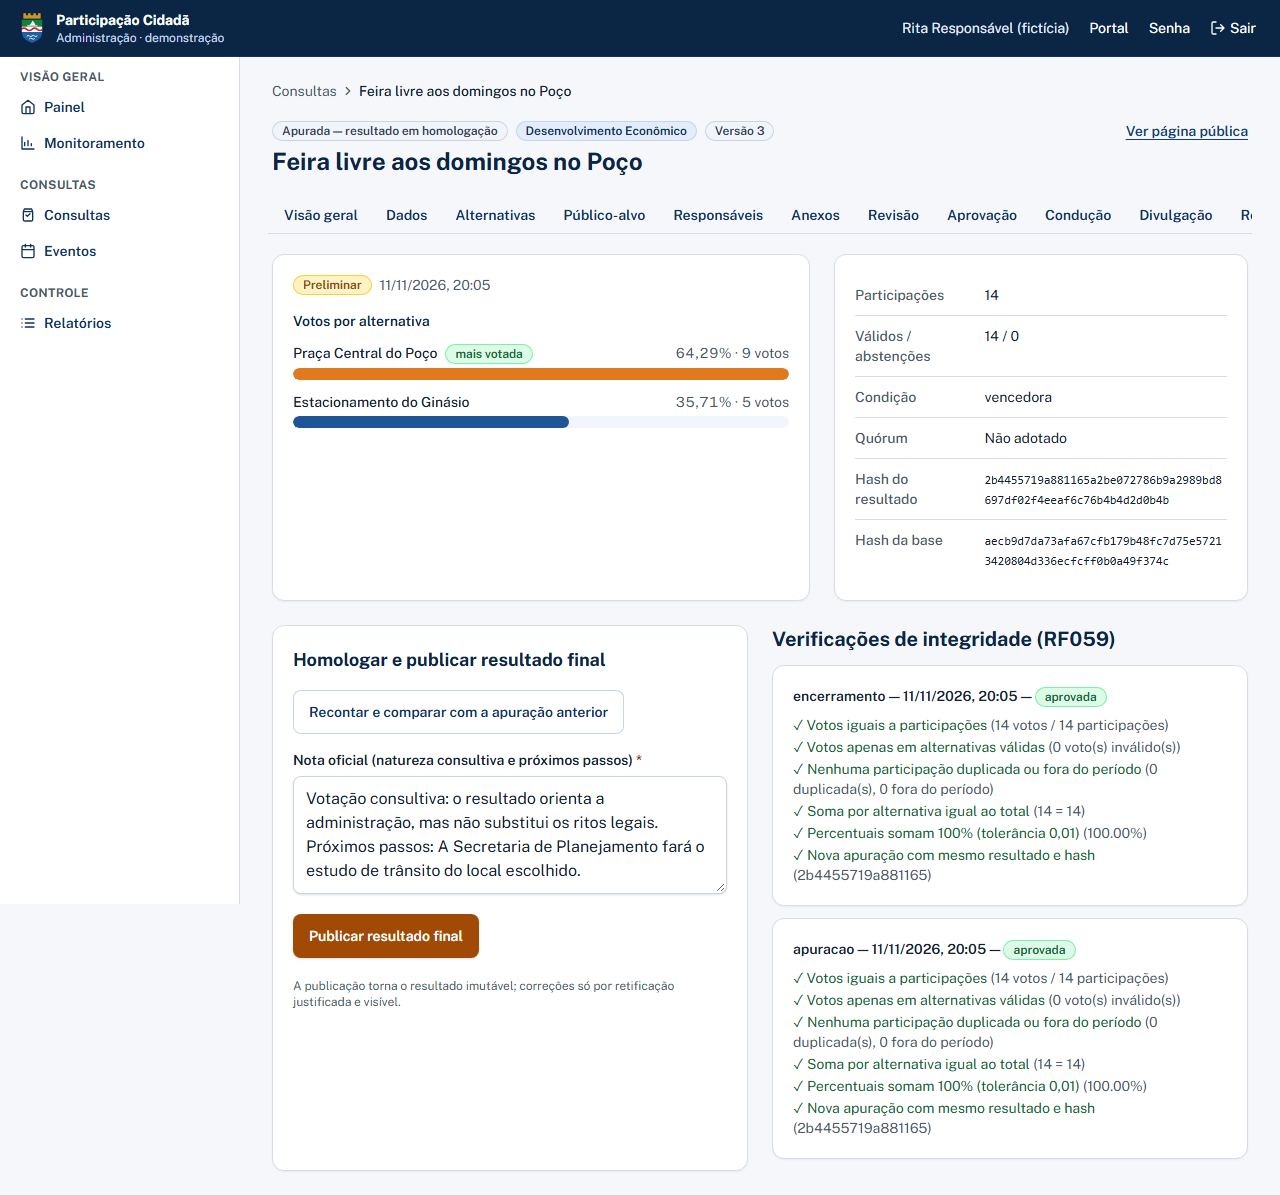 Participação Cidadã
Administração · demonstração
Rita Responsável (fictícia)
Portal
Senha
Sair
VISÃO GERAL
Painel
Monitoramento
CONSULTAS
Consultas
Eventos
CONTROLE
Relatórios
Consultas > Feira livre aos domingos no Poço
Apurada — resultado em homologação
Desenvolvimento Econômico
Versão 3
Ver página pública
Feira livre aos domingos no Poço
Visão geral
Dados
Alternativas
Público-alvo
Responsáveis
Anexos
Revisão
Aprovação
Condução
Divulgação
Preliminar 11/11/2026, 20:05
Votos por alternativa
Praça Central do Poço mais votada 64,29% · 9 votos
Estacionamento do Ginásio 35,71% · 5 votos
Participações 14
Válidos / 14 / 0
abstenções
Condição vencedora
Quórum Não adotado
Hash do 2b4455719a881165a2be072786b9a2989bd8
resultado 697df02f4eeaf6c76b4b4d2d0b4b
Hash da base aecb9d7da73afa67cfb179b48fc7d75e5721
3420804d336ecfcff0b0a49f374c
Homologar e publicar resultado final
Recontar e comparar com a apuração anterior
Nota oficial (natureza consultiva e próximos passos) *
Votação consultiva: o resultado orienta a
administração, mas não substitui os ritos legais.
Próximos passos: A Secretaria de Planejamento fará o
estudo de trânsito do local escolhido.
Publicar resultado final
A publicação torna o resultado imutável; correções só por retificação
justificada e visível.
Verificações de integridade (RF059)
encerramento — 11/11/2026, 20:05 — aprovada
✓ Votos iguais a participações (14 votos / 14 participações)
✓ Votos apenas em alternativas válidas (0 voto(s) inválido(s))
✓ Nenhuma participação duplicada ou fora do período (0
duplicada(s), 0 fora do período)
✓ Soma por alternativa igual ao total (14 = 14)
✓ Percentuais somam 100% (tolerância 0,01) (100.00%)
✓ Nova apuração com mesmo resultado e hash
(2b4455719a881165)
apuracao — 11/11/2026, 20:05 — aprovada
✓ Votos iguais a participações (14 votos / 14 participações)
✓ Votos apenas em alternativas válidas (0 voto(s) inválido(s))
✓ Nenhuma participação duplicada ou fora do período (0
duplicada(s), 0 fora do período)
✓ Soma por alternativa igual ao total (14 = 14)
✓ Percentuais somam 100% (tolerância 0,01) (100.00%)
✓ Nova apuração com mesmo resultado e hash
(2b4455719a881165)